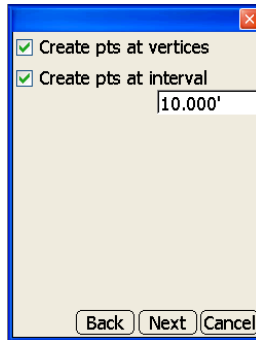 Create pts at vertices
Create pts at interval
10.000'
Back Next Cancel